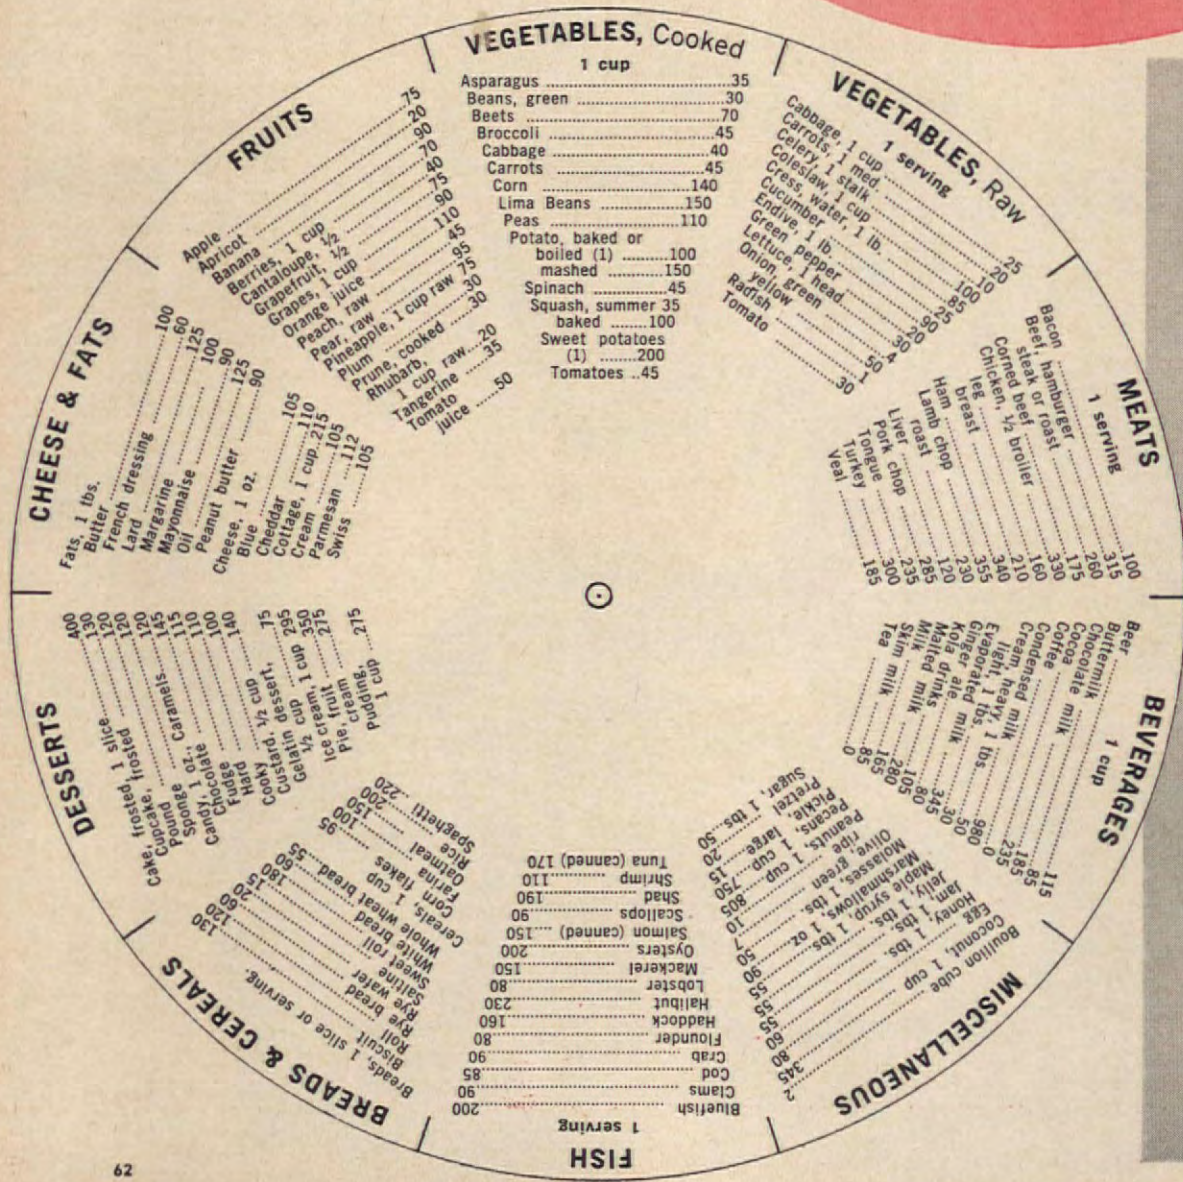 VEGETABLES, Cooked
1 cup
Asparagus ..........35
Beans, green ..........30
Beets ..........70
Broccoli ..........45
Cabbage ..........40
Carrots ..........45
Corn ..........140
Lima Beans ..........150
Peas ..........110
Potato, baked or
boiled (1) ..........100
mashed ..........150
Spinach ..........45
Squash, summer 35
baked ........100
Sweet potatoes
(1) .......200
Tomatoes ..45
VEGETABLES, Raw
1 serving
Cabbage, 1 cup ..........25
Carrots, 1 med. ..........20
Celery, 1 stalk ..........10
Coleslaw, 1 cup ..........100
Cress, water, 1 lb. ..........85
Cucumber ..........25
Endive, 1 lb. ..........90
Green pepper ..........20
Lettuce, 1 head ..........30
Onion, green ..........4
yellow ..........50
Radish ..........1
Tomato ..........30
MEATS
1 serving
Bacon ..........100
Beef, hamburger ..........315
steak or roast ..........260
Corned beef ..........175
Chicken, ½ broiler ..........330
leg ..........160
breast ..........210
Ham ..........340
Lamb chop ..........355
roast ..........230
Liver ..........120
Pork chop ..........285
Tongue ..........235
Turkey ..........300
Veal ..........185
BEVERAGES
1 cup
Beer ..........115
Buttermilk ..........85
Chocolate milk ..........185
Cocoa ..........235
Coffee ..........0
Condensed milk ..........980
Cream, heavy, 1 tbs. ..........50
light, 1 tbs. ..........30
Evaporated milk ..........345
Ginger ale ..........80
Kola drinks ..........105
Malted milk ..........280
Milk ..........165
Skim milk ..........85
Tea ..........0
MISCELLANEOUS
Bouillon cube ..........2
Coconut, 1 cup ..........345
Egg ..........80
Honey, 1 tbs. ..........60
Jam, 1 tbs. ..........55
Jelly, 1 tbs. ..........55
Maple syrup, 1 tbs. ..........55
Marshmallows, 1 oz. ..........90
Molasses, 1 tbs. ..........50
Olive, green ..........7
ripe ..........10
Peanuts, 1 cup ..........805
Pecans, 1 cup ..........750
Pickle, large ..........15
Pretzel ..........20
Sugar, 1 tbs. 50
FISH
1 serving
Bluefish ..........200
Clams ..........90
Cod ..........85
Crab ..........90
Flounder ..........80
Haddock ..........160
Halibut ..........230
Lobster ..........80
Mackerel ..........150
Oysters ..........200
Salmon (canned) ....150
Scallops ..........90
Shad ..........190
Shrimp ..........110
Tuna (canned) 170
BREADS & CEREALS
Breads, 1 slice or serving.
Biscuit ..........130
Roll ..........120
Rye bread ..........60
Rye wafer ..........20
Saltine ..........15
Sweet roll ..........180
White bread ..........60
Whole wheat bread ..........55
Cereals, 1 cup
Corn flakes ..........95
Farina ..........100
Oatmeal ..........150
Rice ..........200
Spaghetti ..........220
DESSERTS
Cake, frosted, 1 slice ..........400
Cupcake, frosted ..........130
Pound ..........120
Sponge ..........120
Candy, 1 oz., Caramels ..........120
Chocolate ..........145
Fudge ..........115
Hard ..........110
Cooky ..........100
Custard, ½ cup ..........140
Gelatin dessert,
½ cup ..........75
Ice cream, 1 cup 295
Pie, fruit ..........350
cream ..........275
Pudding,
1 cup ..........275
CHEESE & FATS
Fats, 1 tbs.
Butter ..........100
French dressing ..........60
Lard ..........125
Margarine ..........100
Mayonnaise ..........90
Oil ..........125
Peanut butter ..........90
Cheese, 1 oz.
Blue ..........105
Cheddar ..........110
Cottage, 1 cup ...215
Cream ..........105
Parmesan ....112
Swiss ..........105
FRUITS
Apple ..........75
Apricot ..........20
Banana ..........90
Berries, 1 cup ..........70
Cantaloupe, ½ ..........40
Grapefruit, ½ ..........75
Grapes, 1 cup ..........90
Orange juice ..........110
Peach, raw ..........45
Pear, raw ..........95
Pineapple, 1 cup raw 75
Plum ..........30
Prune, cooked ..........30
Rhubarb,
1 cup raw...20
Tangerine ..........35
Tomato
juice ..........50
62